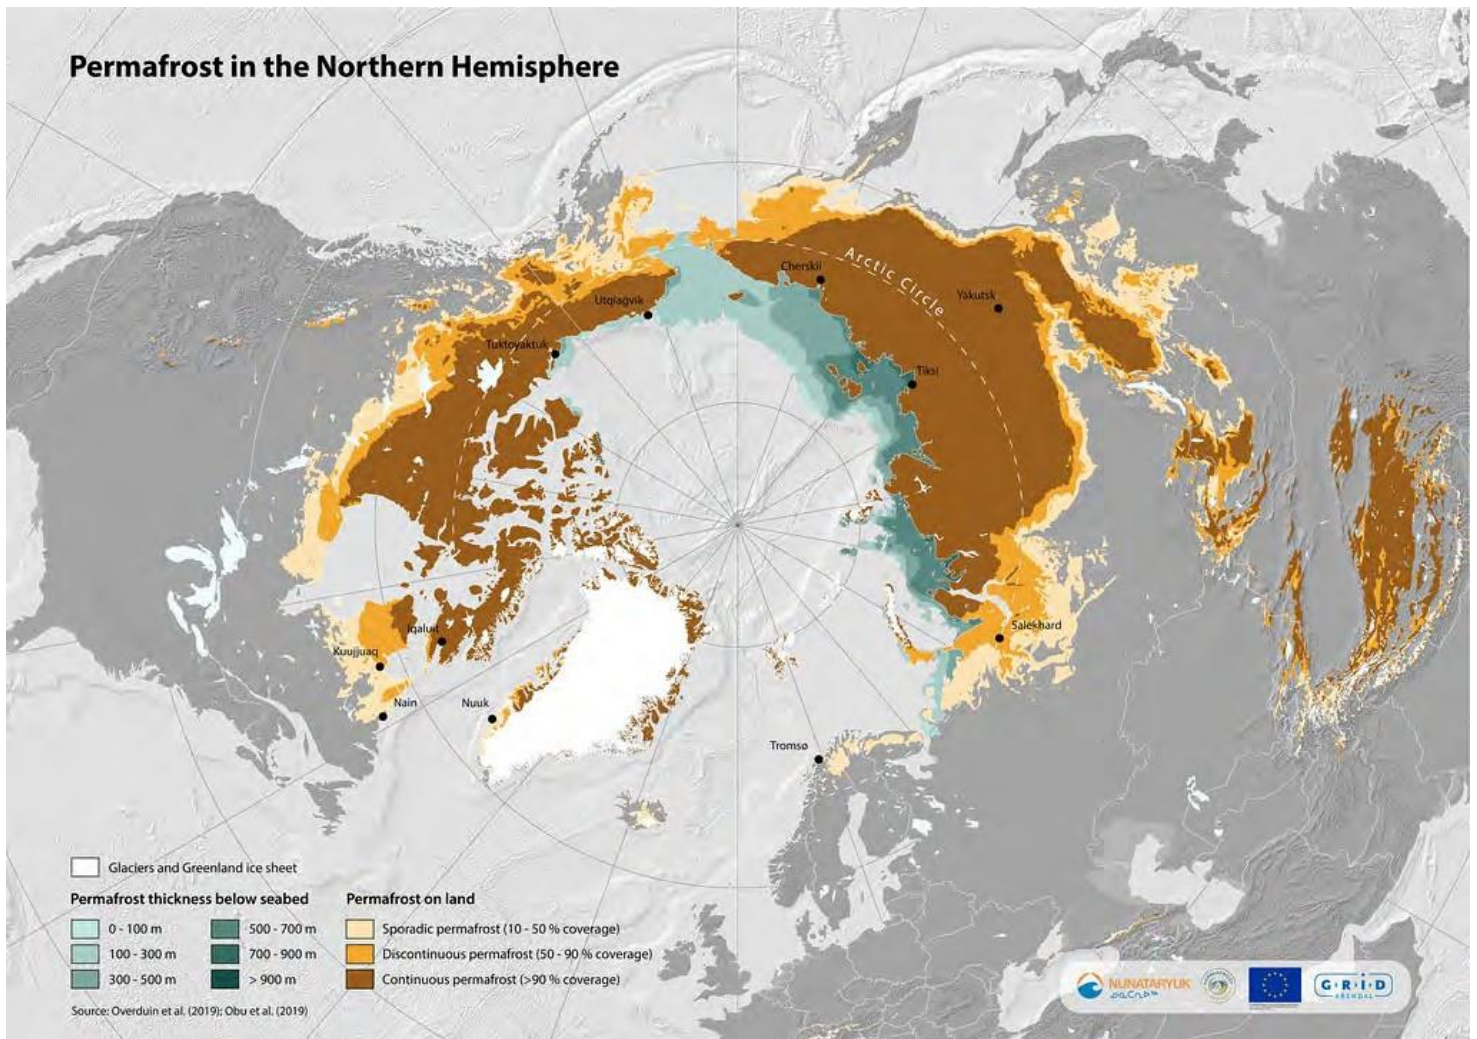 Permafrost in the Northern Hemisphere
Arctic Circle
Cherskii
Utqiaġvik
Yakutsk
Tuktoyaktuk
Tiksi
Iqaluit
Salekhard
Kuujjuaq
Nain
Nuuk
Tromsø
Glaciers and Greenland ice sheet
Permafrost thickness below seabed
0 - 100 m
100 - 300 m
300 - 500 m
500 - 700 m
700 - 900 m
> 900 m
Permafrost on land
Sporadic permafrost (10 - 50 % coverage)
Discontinuous permafrost (50 - 90 % coverage)
Continuous permafrost (>90 % coverage)
Source: Overduin et al. (2019); Obu et al. (2019)
NUNATARYUK
GRID
ARENDAL